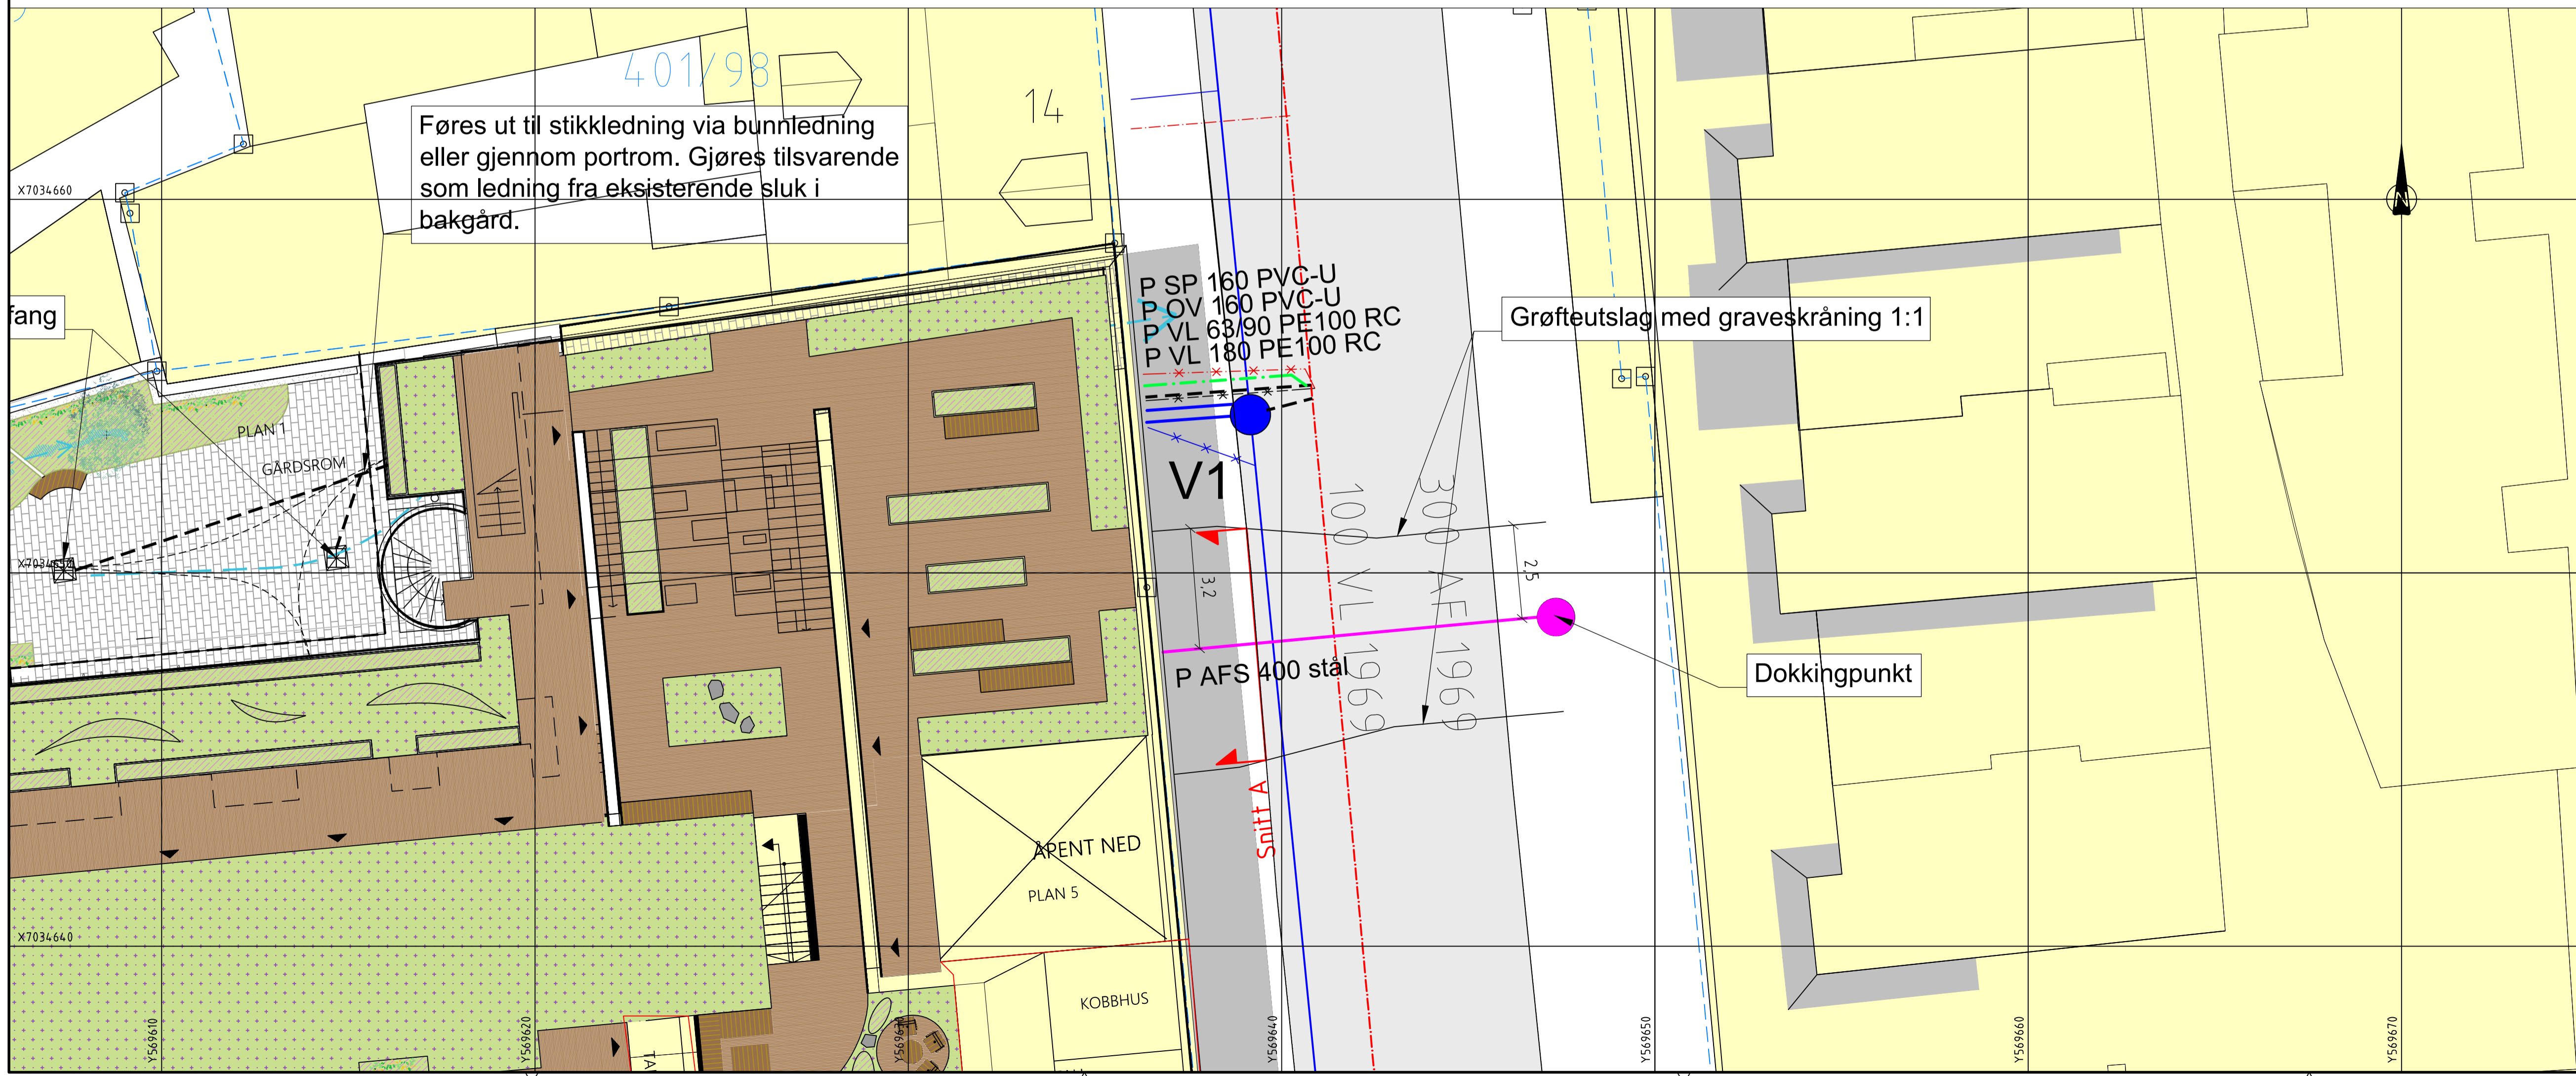 401/98
14
Føres ut til stikkledning via bunnledning
eller gjennom portrom. Gjøres tilsvarende
som ledning fra eksisterende sluk i
bakgård.
X7034660
N
fang
P SP 160 PVC-U
P OV 160 PVC-U
P VL 63/90 PE100 RC
P VL 180 PE100 RC
Grøfteutslag med graveskråning 1:1
PLAN 1
GÅRDSROM
V1
100 VL 1969
300 AF 1969
3,2
2,5
P AFS 400 stål
Dokkingpunkt
Snitt A
ÅPENT NED
PLAN 5
X7034640
KOBBHUS
TA
Y569610
Y569620
Y569630
Y569640
Y569650
Y569660
Y569670